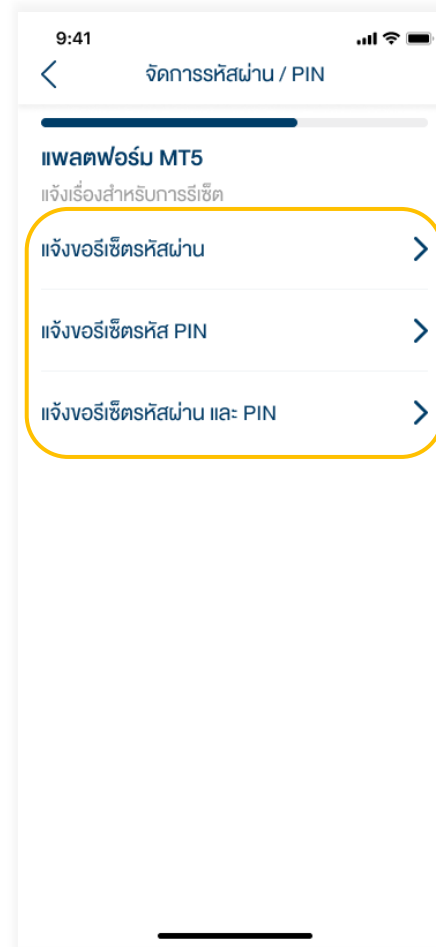 9:41
จัดการรหัสผ่าน / PIN
แพลตฟอร์ม MT5
แจ้งเรื่องสำหรับการรีเซ็ต
แจ้งขอรีเซ็ตรหัสผ่าน
แจ้งขอรีเซ็ตรหัส PIN
แจ้งขอรีเซ็ตรหัสผ่าน และ PIN